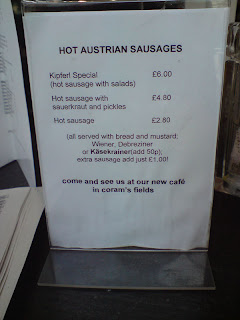 HOT AUSTRIAN SAUSAGES
Kipferl Special £6.00
(hot sausage with salads)
Hot sausage with £4.80
sauerkraut and pickles
Hot sausage £2.80
(all served with bread and mustard;
Wiener, Debreziner
or Käsekrainer(add 50p);
extra sausage add just £1.00!)
come and see us at our new café
in coram's fields